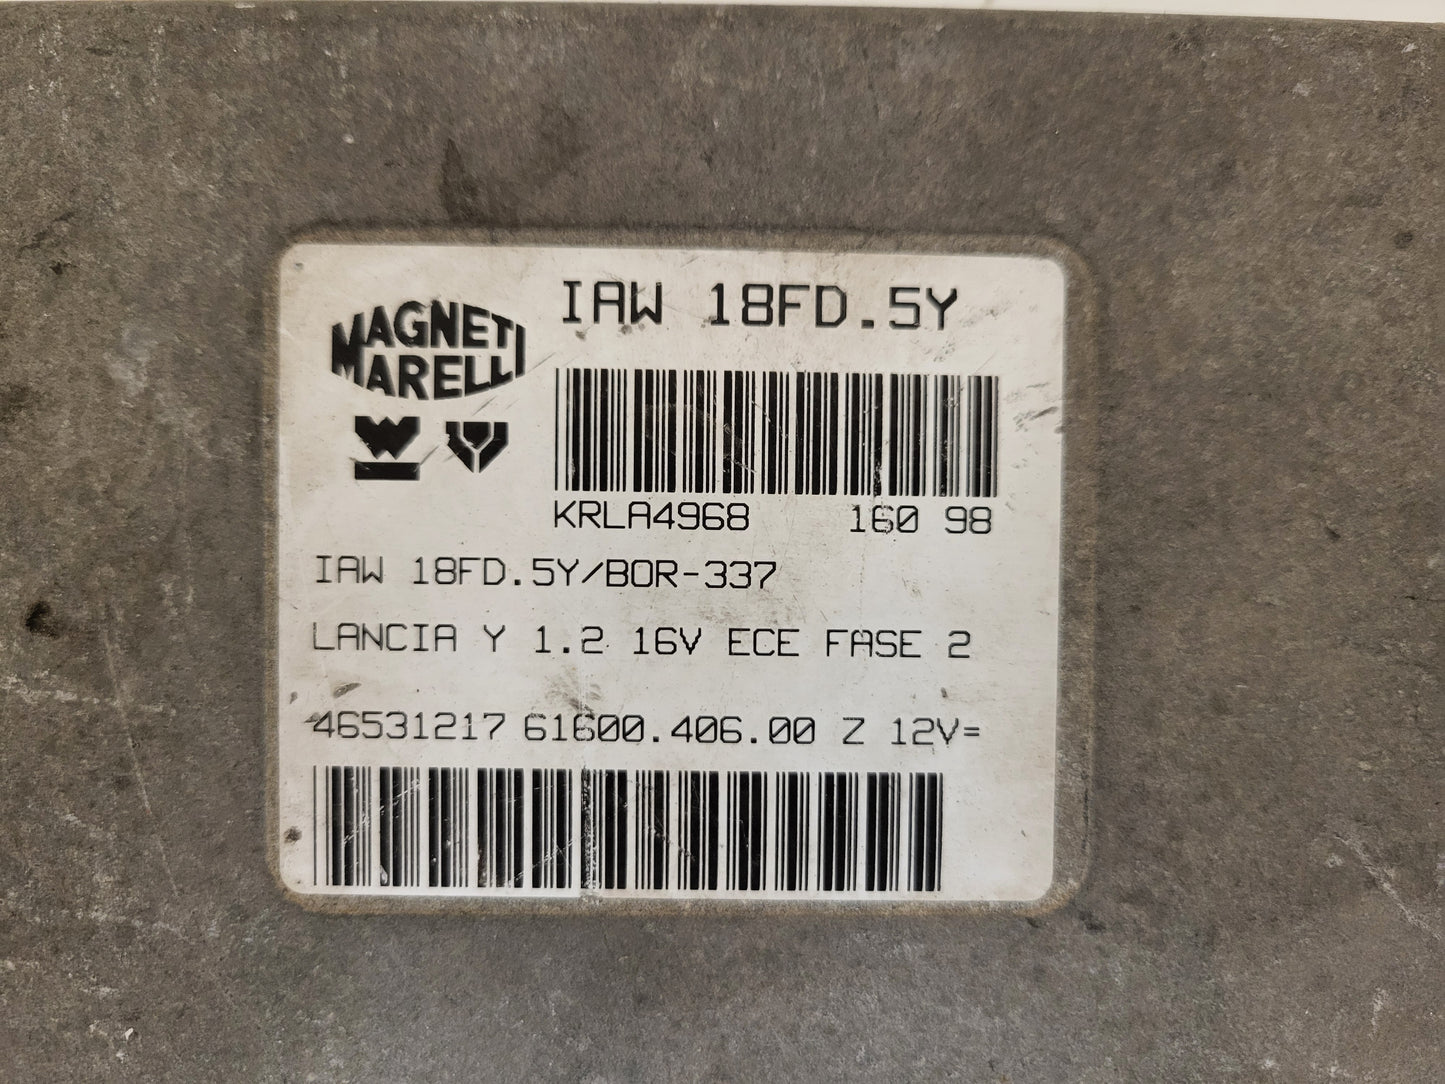 IAW 18FD.5Y
MAGNETI
MARELLI
W
KRLA4968 160 98
IAW 18FD.5Y/BOR-337
LANCIA Y 1.2 16V ECE FASE 2
46531217 61600.406.00 Z 12V=